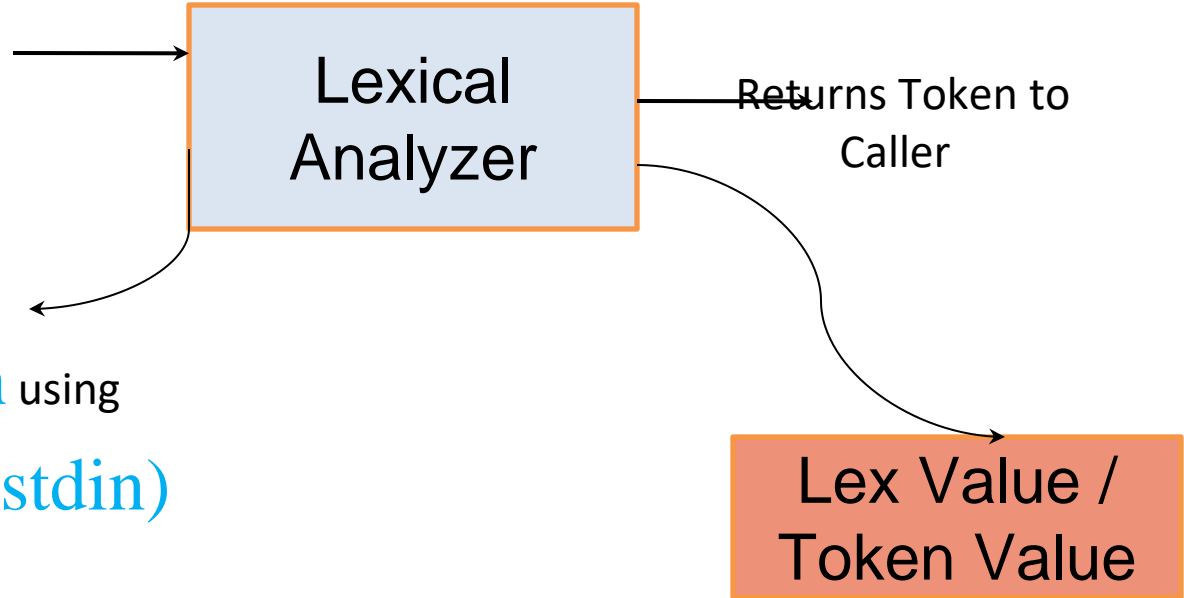 Lexical
Analyzer
Returns Token to
Caller
using
stdin)
Lex Value /
Token Value